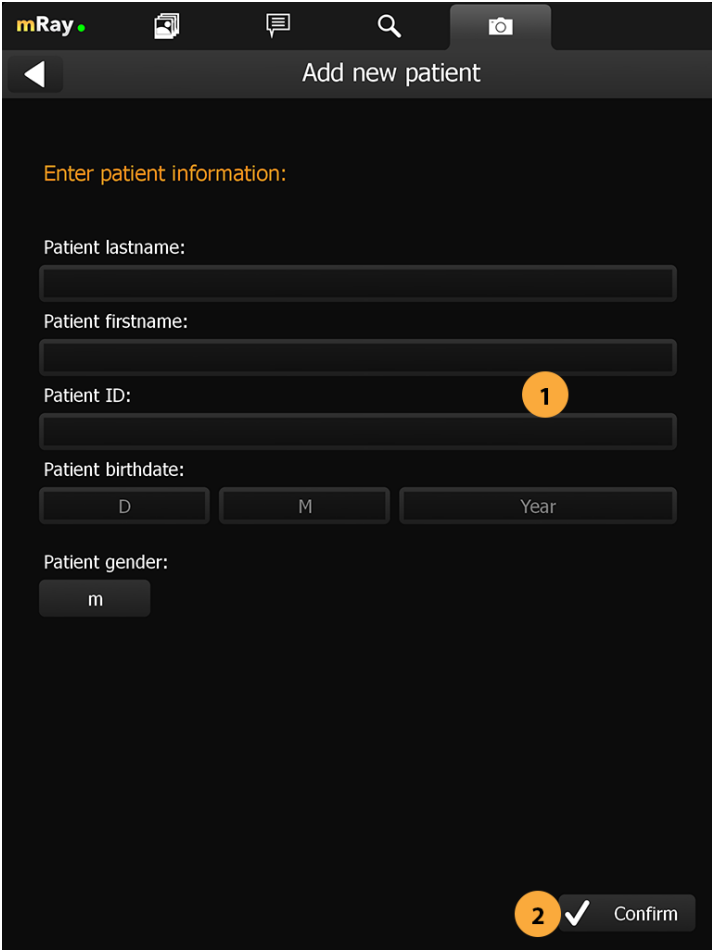 mRay
Add new patient
Enter patient information:
Patient lastname:
Patient firstname:
1
Patient ID:
Patient birthdate:
D M Year
Patient gender:
m
2 Confirm